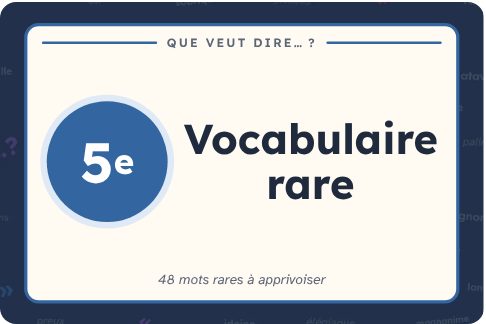 QUE VEUT DIRE… ?
5e
Vocabulaire
rare
48 mots rares à apprivoiser